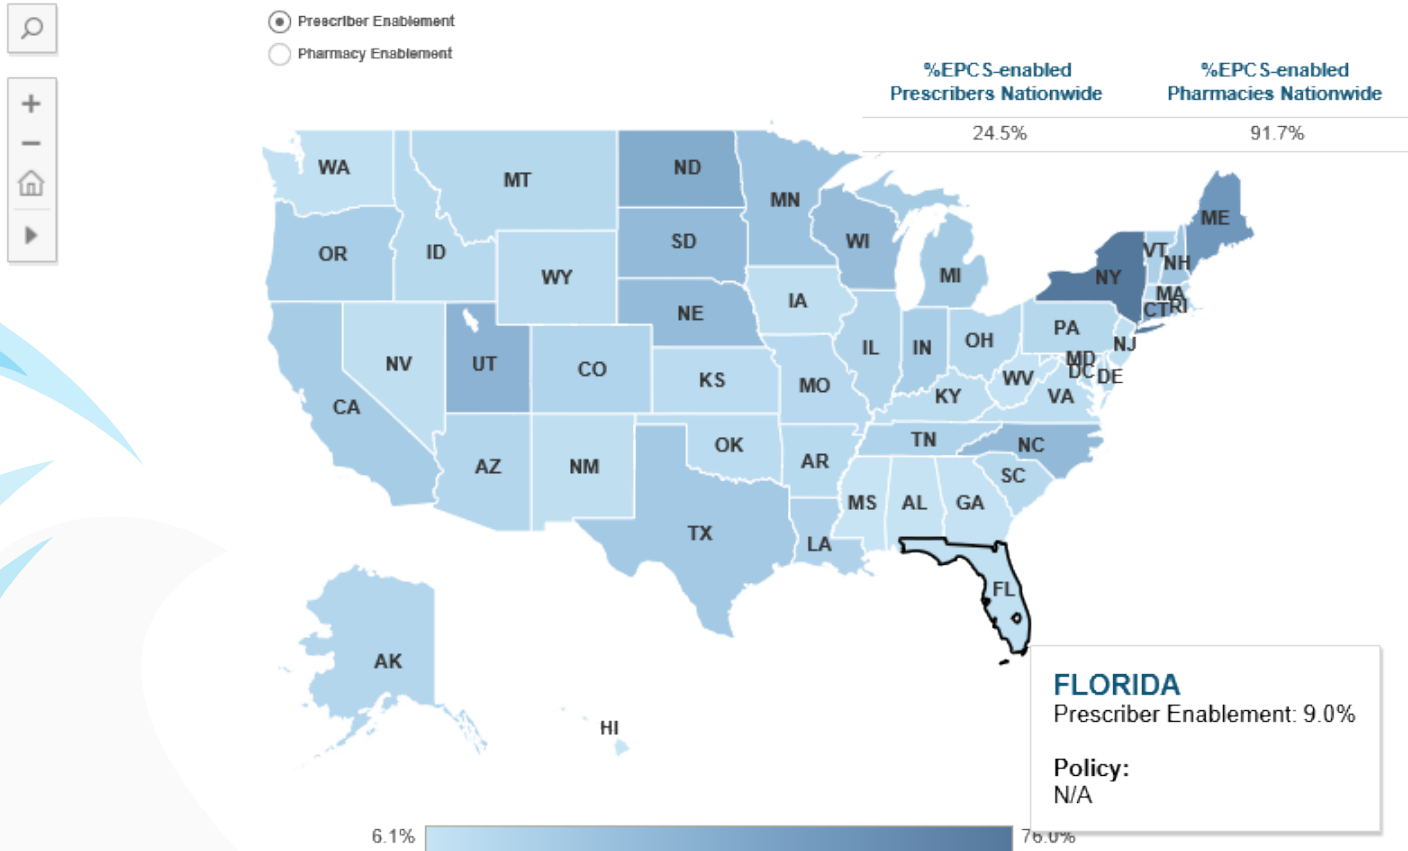 Prescriber Enablement
Pharmacy Enablement
%EPCS-enabled
Prescribers Nationwide
%EPCS-enabled
Pharmacies Nationwide
24.5%
91.7%
WA
MT
ND
MN
OR
ID
WY
SD
WI
MI
ME
VT
NH
NY
MA
CT
RI
NE
IA
PA
NJ
NV
UT
CO
KS
MO
IL
IN
OH
MD
DC
DE
WV
VA
KY
CA
AZ
NM
OK
AR
TN
NC
SC
MS
AL
GA
TX
LA
FL
AK
HI
FLORIDA
Prescriber Enablement: 9.0%
Policy:
N/A
6.1%
76.0%